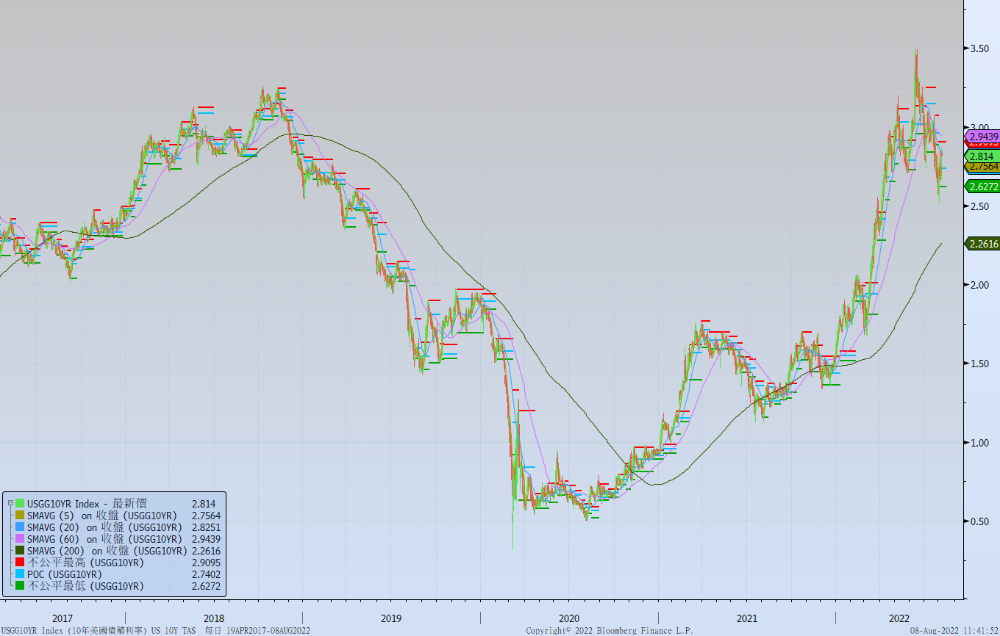 3.50
3.00
2.9439
2.9095
2.814
2.7564
2.6272
2.50
2.2616
2.00
1.50
1.00
0.50
USGG10YR Index - 最新價 2.814
SMAVG (5) on 收盤 (USGG10YR) 2.7564
SMAVG (20) on 收盤 (USGG10YR) 2.8251
SMAVG (60) on 收盤 (USGG10YR) 2.9439
SMAVG (200) on 收盤 (USGG10YR) 2.2616
不公平最高 (USGG10YR) 2.9095
POC (USGG10YR) 2.7402
不公平最低 (USGG10YR) 2.6272
2017 2018 2019 2020 2021 2022
USGG10YR Index (10年美國債殖利率) US 10Y TAS 每日 19APR2017-08AUG2022 Copyright© 2022 Bloomberg Finance L.P. 08-Aug-2022 11:41:52